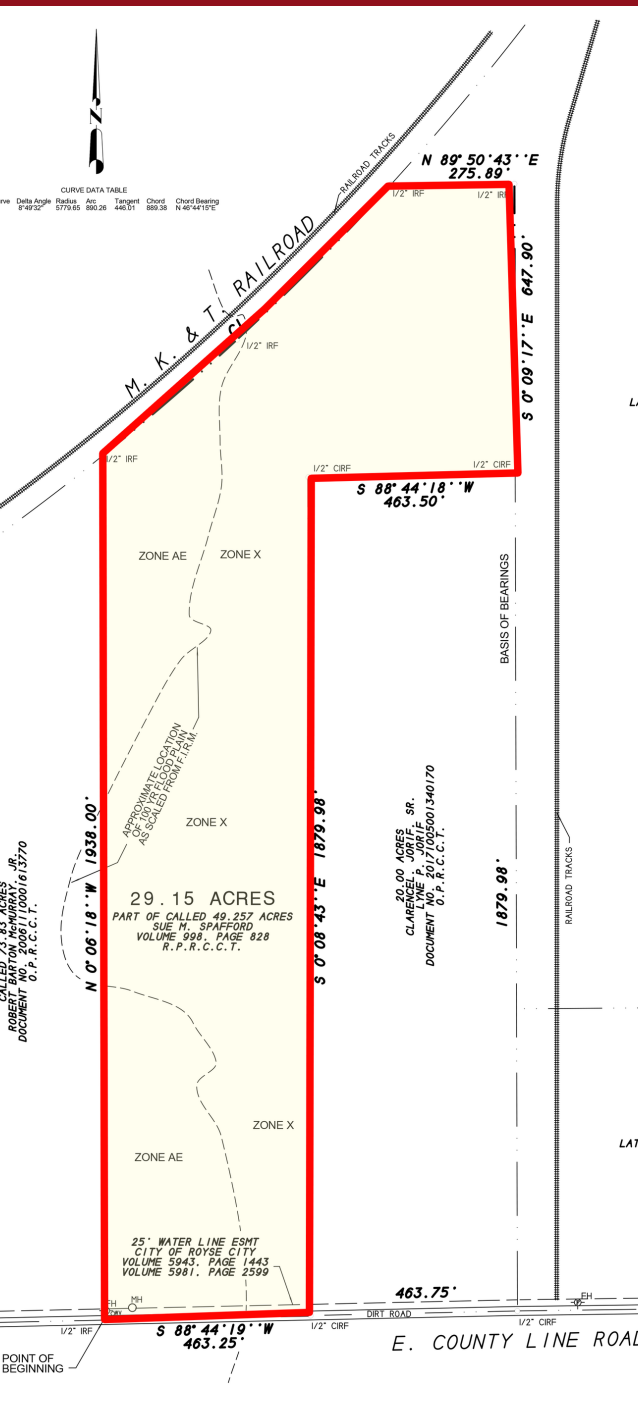 N
CURVE DATA TABLE
rve Delta Angle Radius Arc Tangent Chord Chord Bearing
8°49'32" 5779.65 890.26 446.01 889.38 N 46°44'15"E
RAILROAD TRACKS
M. K. & T. RAILROAD
N 89°50'43''E
275.89'
1/2" IRF
1/2" IRF
C1
1/2" IRF
S 0°09'17''E 647.90'
1/2" IRF
1/2" CIRF
1/2" CIRF
S 88°44'18''W
463.50'
LA
ZONE AE
ZONE X
BASIS OF BEARINGS
APPROXIMATE LOCATION
OF 100 YR FLOOD PLAIN
AS SCALED FROM F.I.R.M.
ZONE X
N 0°06'18''W 1938.00'
S 0°08'43''E 1879.98'
29.15 ACRES
PART OF CALLED 49.257 ACRES
SUE M. SPAFFORD
VOLUME 998, PAGE 828
R.P.R.C.C.T.
CALLED 73.83 ACRES
ROBERT BARTON McMURRAY, JR.
DOCUMENT NO. 20061110001613770
O.P.R.C.C.T.
20.00 ACRES
CLARENCEL JORIF, SR.
LYNE P. JORIF
DOCUMENT NO. 20171005001340170
O.P.R.C.C.T.
1879.98'
RAILROAD TRACKS
ZONE X
ZONE AE
LAT
25' WATER LINE ESMT
CITY OF ROYSE CITY
VOLUME 5943, PAGE 1443
VOLUME 5981, PAGE 2599
463.75'
FH
MH
EH
DIRT ROAD
1/2" IRF
S 88°44'19''W
463.25'
1/2" CIRF
1/2" CIRF
E. COUNTY LINE ROAD
POINT OF
BEGINNING